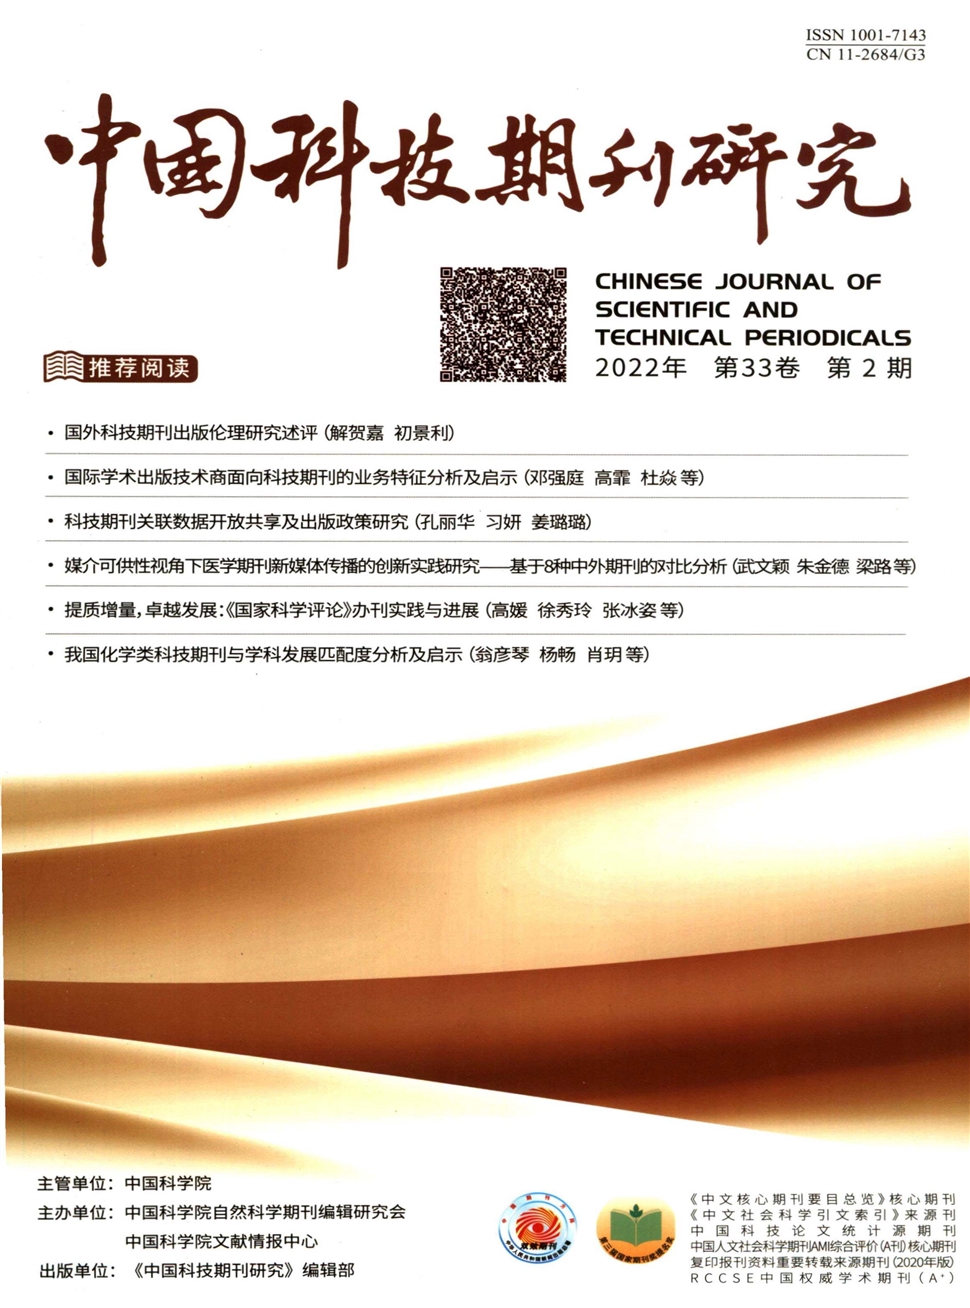 ISSN 1001-7143
CN 11-2684/G3
中国科技期刊研究
CHINESE JOURNAL OF
SCIENTIFIC AND
TECHNICAL PERIODICALS
2022年 第33卷 第2期
推荐阅读
· 国外科技期刊出版伦理研究述评(解贺嘉 初景利)
· 国际学术出版技术商面向科技期刊的业务特征分析及启示(邓强庭 高霏 杜焱等)
· 科技期刊关联数据开放共享及出版政策研究(孔丽华 习妍 姜璐璐)
· 媒介可供性视角下医学期刊新媒体传播的创新实践研究——基于8种中外期刊的对比分析(武文颖 朱金德 梁路等)
· 提质增量,卓越发展:《国家科学评论》办刊实践与进展(高媛 徐秀玲 张冰姿等)
· 我国化学类科技期刊与学科发展匹配度分析及启示(翁彦琴 杨畅 肖玥等)
主管单位:中国科学院
主办单位:中国科学院自然科学期刊编辑研究会
中国科学院文献情报中心
出版单位:《中国科技期刊研究》编辑部
双效期刊
第三届国家期刊奖提名奖
《中文核心期刊要目总览》核心期刊
《中文社会科学引文索引》来源刊
中国科技论文统计源期刊
中国人文社会科学期刊AMI综合评价(A刊)核心期刊
复印报刊资料重要转载来源期刊(2020年版)
RCCSE中国权威学术期刊(A⁺)